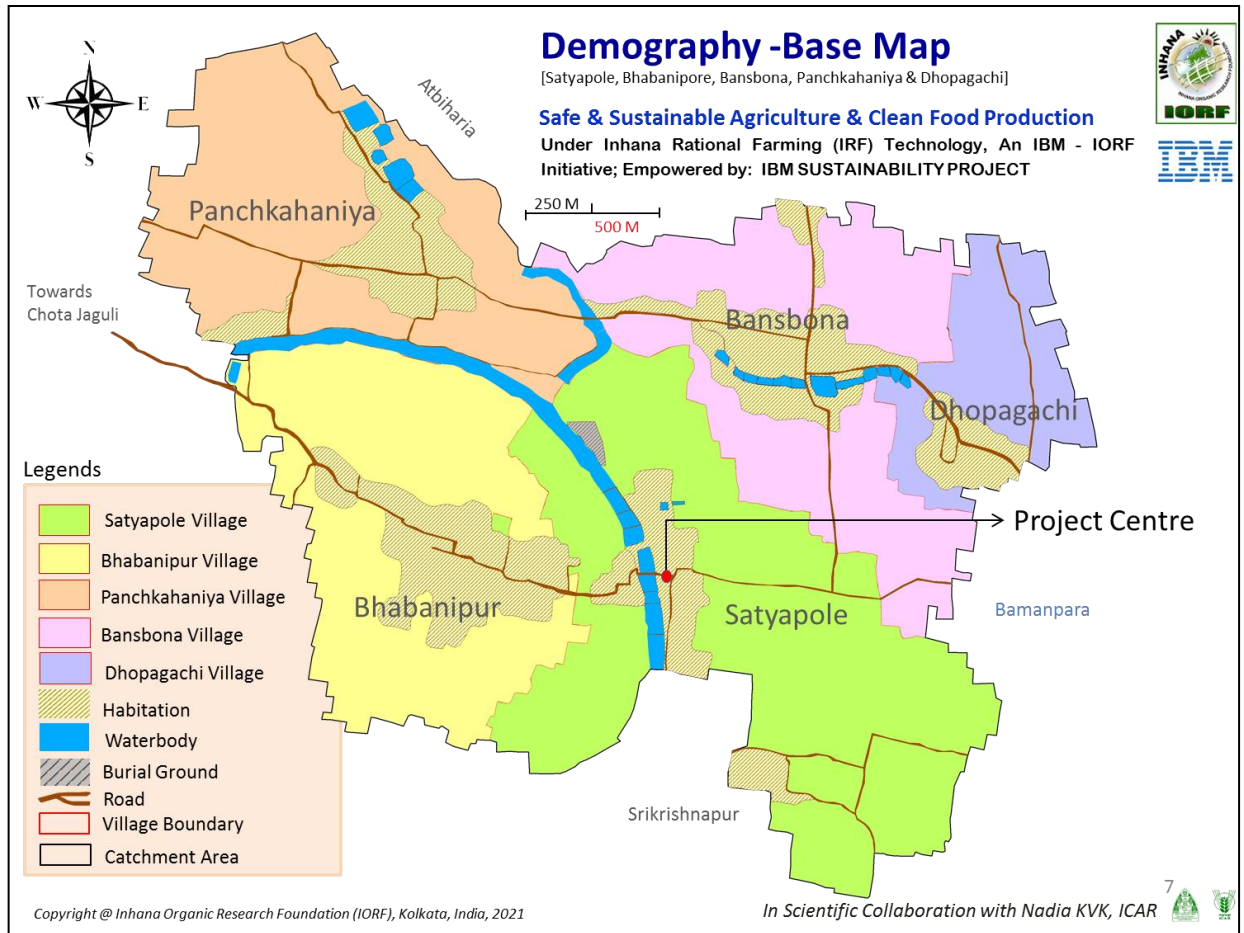 Demography -Base Map
[Satyapole, Bhabanipore, Bansbona, Panchkahaniya & Dhopagachi]
Safe & Sustainable Agriculture & Clean Food Production
Under Inhana Rational Farming (IRF) Technology, An IBM - IORF
Initiative; Empowered by: IBM SUSTAINABILITY PROJECT
INHANA
INHANA ORGANIC RESEARCH FOUNDATION
IORF
IBM
N
W
E
S
Atbiharia
250 M
500 M
Panchkahaniya
Towards
Chota Jaguli
Bansbona
Dhopagachi
Project Centre
Bhabanipur
Satyapole
Bamanpara
Srikrishnapur
Legends
Satyapole Village
Bhabanipur Village
Panchkahaniya Village
Bansbona Village
Dhopagachi Village
Habitation
Waterbody
Burial Ground
Road
Village Boundary
Catchment Area
7
Copyright @ Inhana Organic Research Foundation (IORF), Kolkata, India, 2021
In Scientific Collaboration with Nadia KVK, ICAR